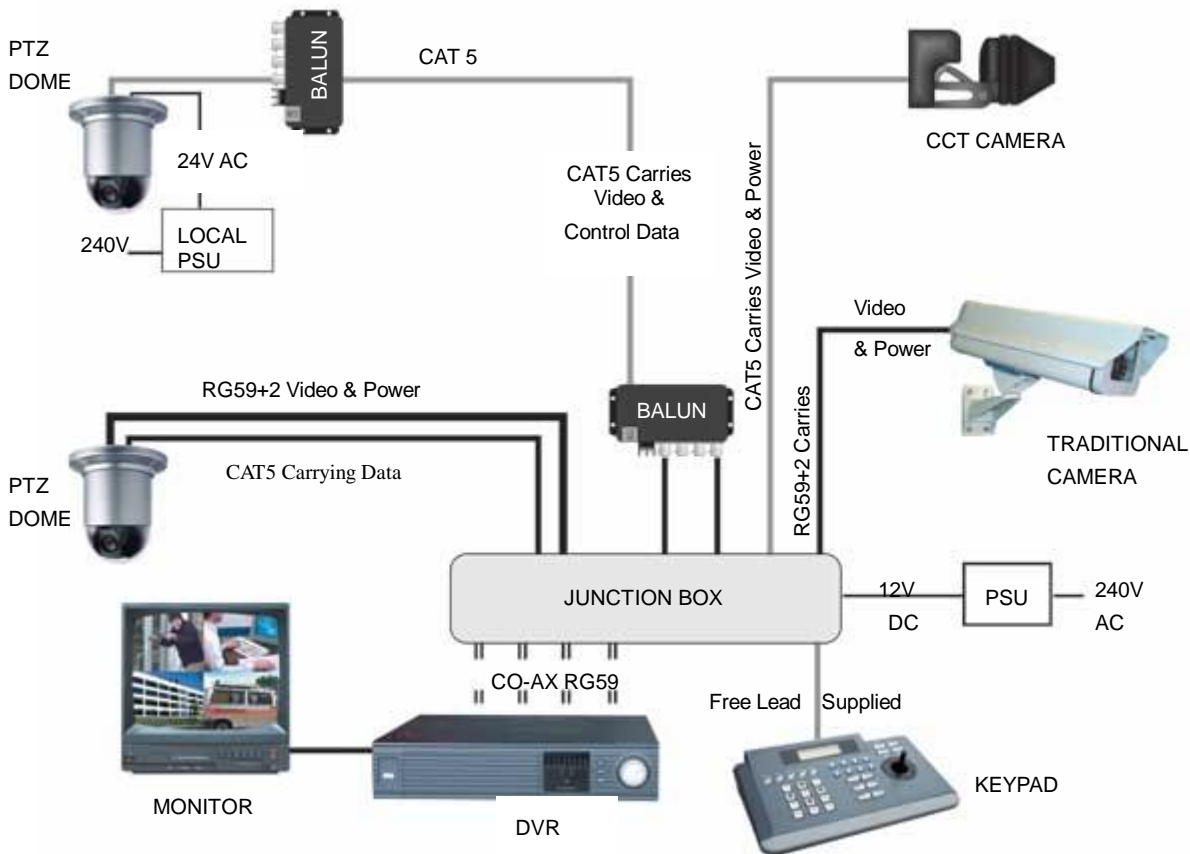 PTZ
DOME
BALUN
CAT 5
24V AC
240V
LOCAL
PSU
CAT5 Carries
Video &
Control Data
CAT5 Carries Video & Power
CCT CAMERA
Video
& Power
RG59+2 Carries
TRADITIONAL
CAMERA
RG59+2 Video & Power
CAT5 Carrying Data
PTZ
DOME
BALUN
JUNCTION BOX
12V
DC
PSU
240V
AC
CO-AX RG59
Free Lead Supplied
MONITOR
DVR
KEYPAD